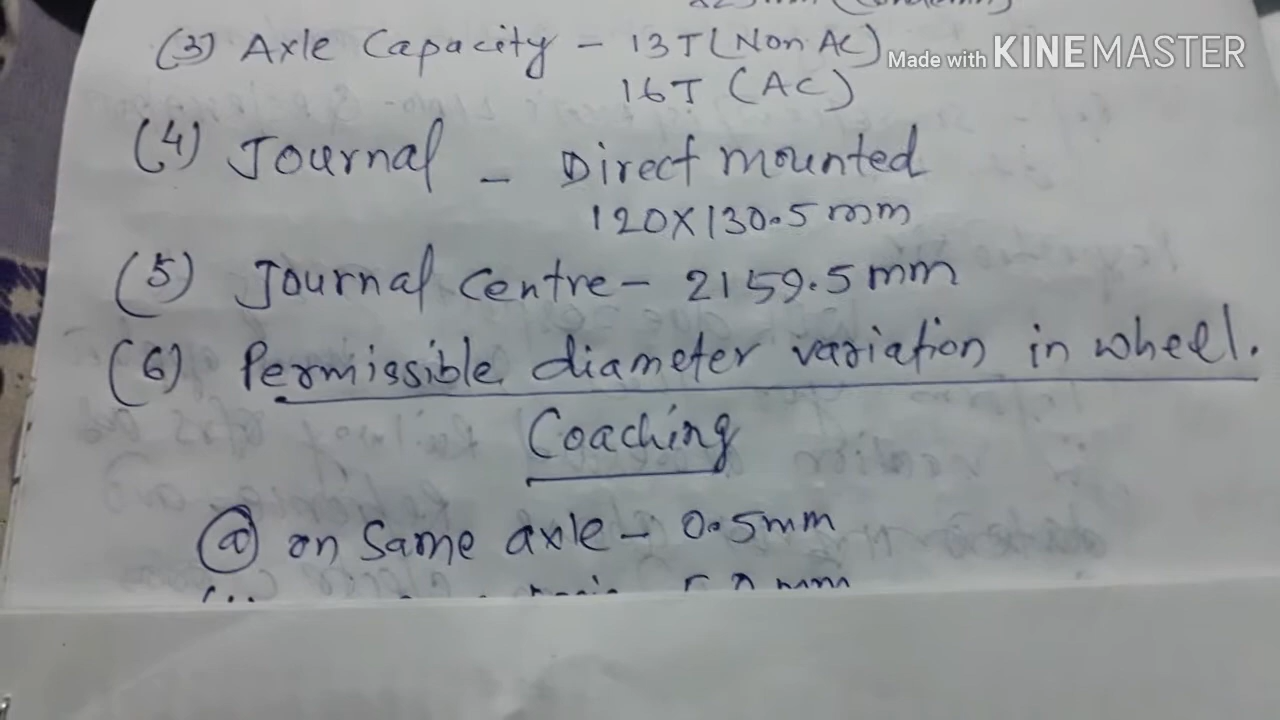 (3) Axle Capacity - 13T (Non AC)
Made with KINEMASTER
16T (AC)
(4) Journal - Direct mounted
120X130.5 mm
(5) Journal Centre - 2159.5 mm
(6) Permissible diameter variation in wheel.
Coaching
(a) on Same axle - 0.5mm